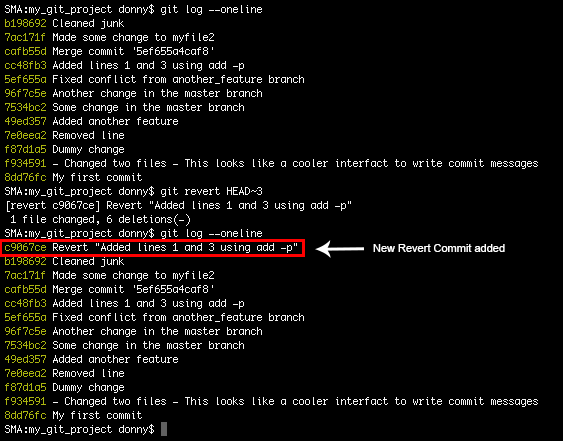 SMA:my_git_project donny$ git log --oneline
b198692 Cleaned junk
7ac171f Made some change to myfile2
cafb55d Merge commit '5ef655a4caf8'
cc48fb3 Added lines 1 and 3 using add -p
5ef655a Fixed conflict from another_feature branch
96f7c5e Another change in the master branch
7534bc2 Some change in the master branch
49ed357 Added another feature
7e0eea2 Removed line
f87d1a5 Dummy change
f934591 - Changed two files - This looks like a cooler interfact to write commit messages
8dd76fc My first commit
SMA:my_git_project donny$ git revert HEAD~3
[revert c9067ce] Revert "Added lines 1 and 3 using add -p"
1 file changed, 6 deletions(-)
SMA:my_git_project donny$ git log --oneline
c9067ce Revert "Added lines 1 and 3 using add -p"
New Revert Commit added
b198692 Cleaned junk
7ac171f Made some change to myfile2
cafb55d Merge commit '5ef655a4caf8'
cc48fb3 Added lines 1 and 3 using add -p
5ef655a Fixed conflict from another_feature branch
96f7c5e Another change in the master branch
7534bc2 Some change in the master branch
49ed357 Added another feature
7e0eea2 Removed line
f87d1a5 Dummy change
f934591 - Changed two files - This looks like a cooler interfact to write commit messages
8dd76fc My first commit
SMA:my_git_project donny$